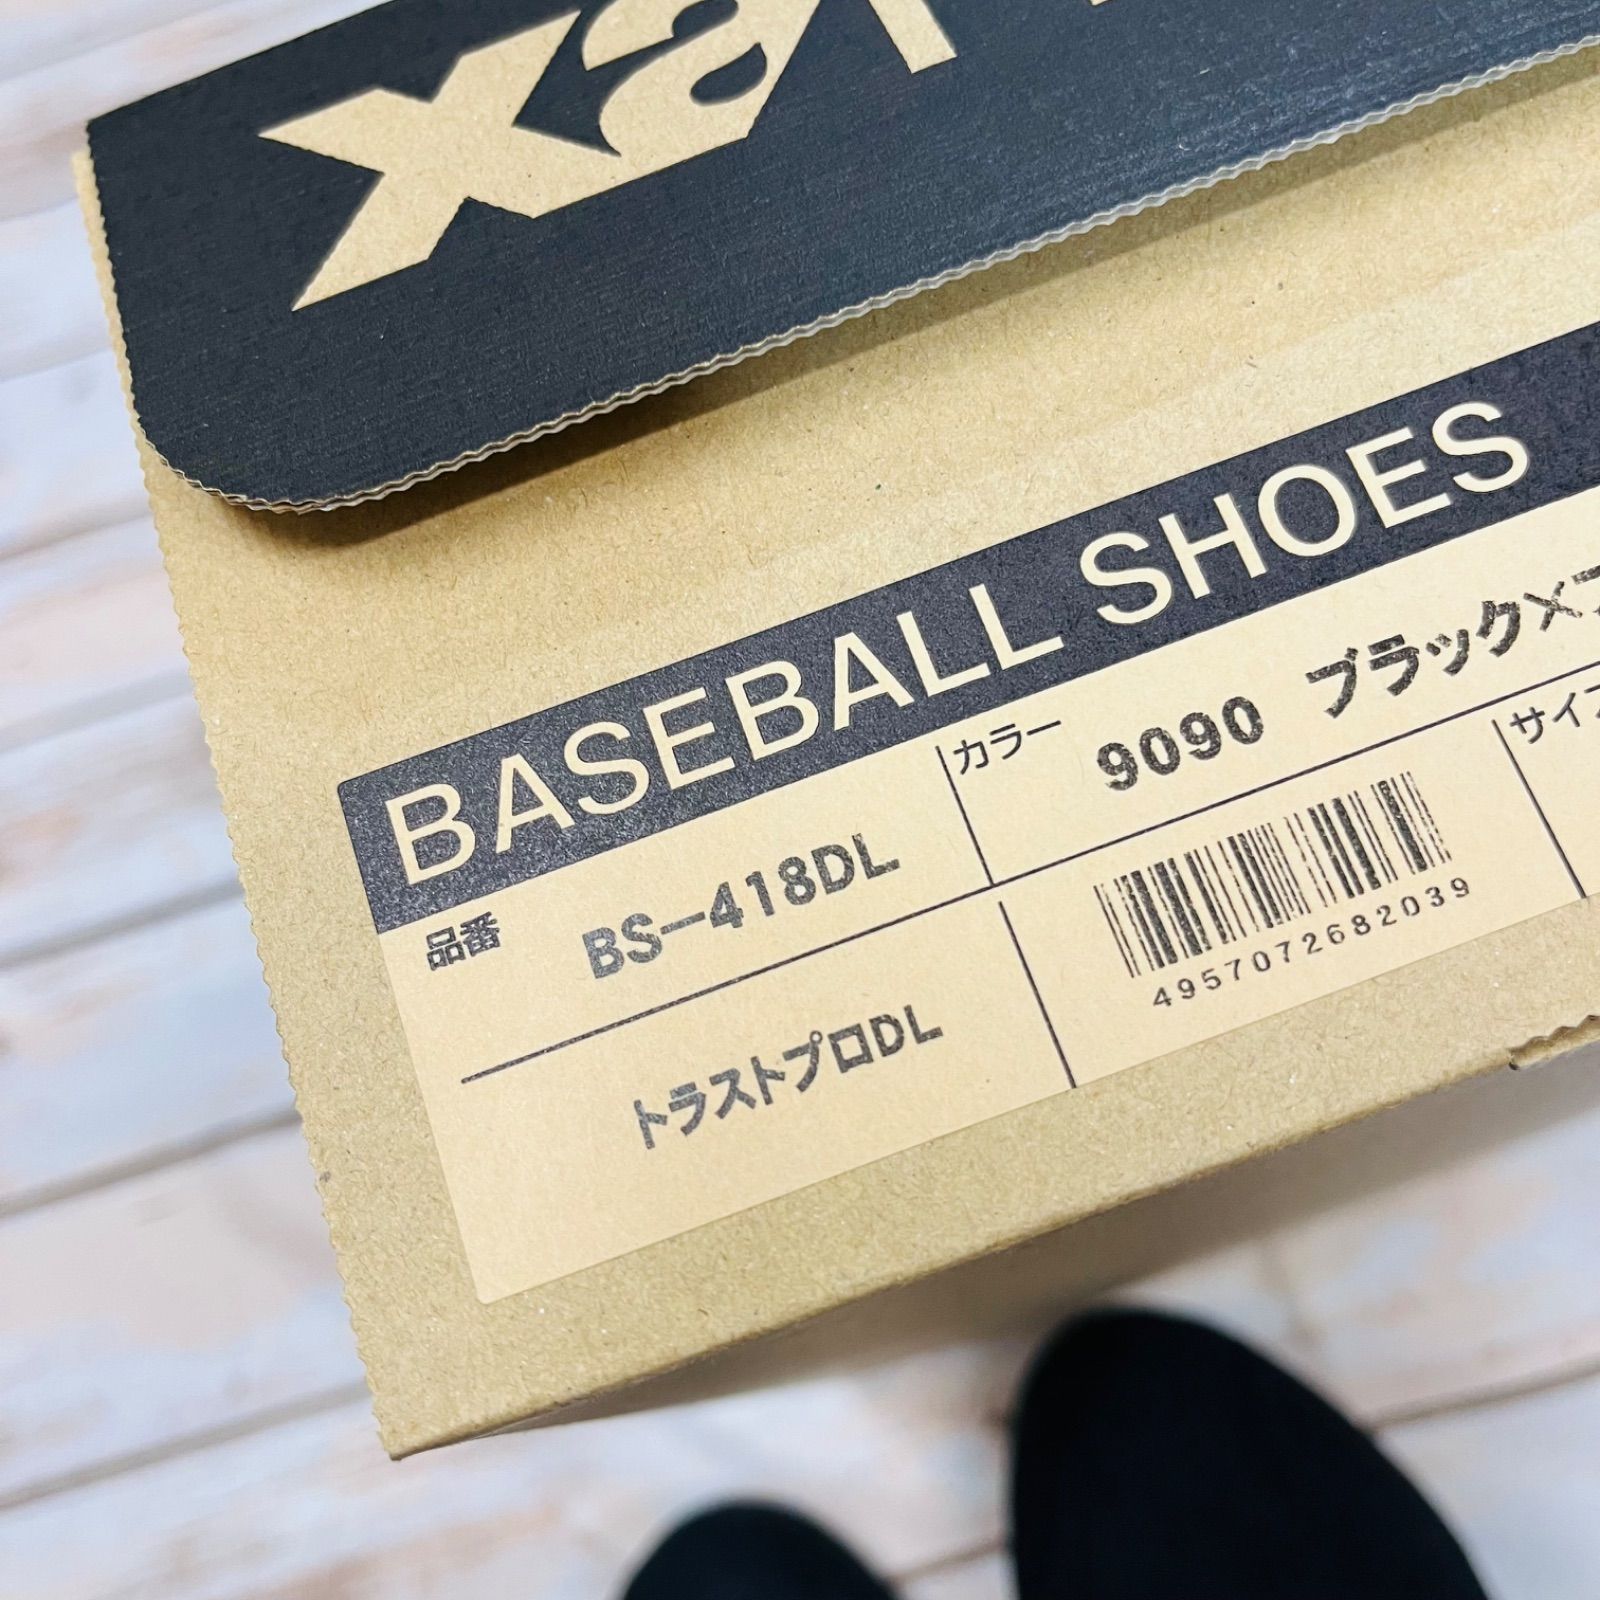 xa
BASEBALL SHOES
品番 BS-418DL
カラー 9090 ブラック×
トラストプロDL
4957072682039
サイズ